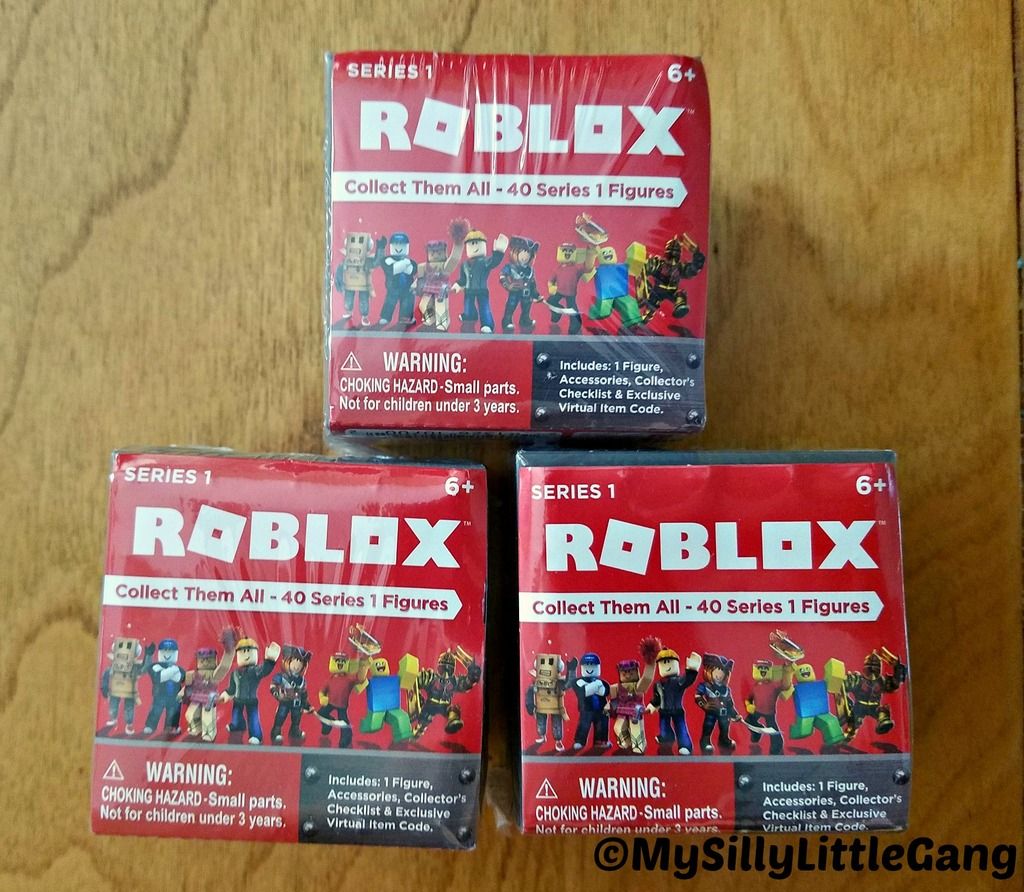 SERIES 1
6+
ROBLOX™
Collect Them All - 40 Series 1 Figures
WARNING:
CHOKING HAZARD-Small parts.
Not for children under 3 years.
Includes: 1 Figure,
Accessories, Collector's
Checklist & Exclusive
Virtual Item Code.
SERIES 1
6+
ROBLOX™
Collect Them All - 40 Series 1 Figures
WARNING:
CHOKING HAZARD-Small parts.
Not for children under 3 years.
Includes: 1 Figure,
Accessories, Collector's
Checklist & Exclusive
Virtual Item Code.
SERIES 1
6+
ROBLOX™
Collect Them All - 40 Series 1 Figures
WARNING:
CHOKING HAZARD-Small parts.
Not for children under 3 years.
Includes: 1 Figure,
Accessories, Collector's
Checklist & Exclusive
Virtual Item Code.
©MySillyLittleGang